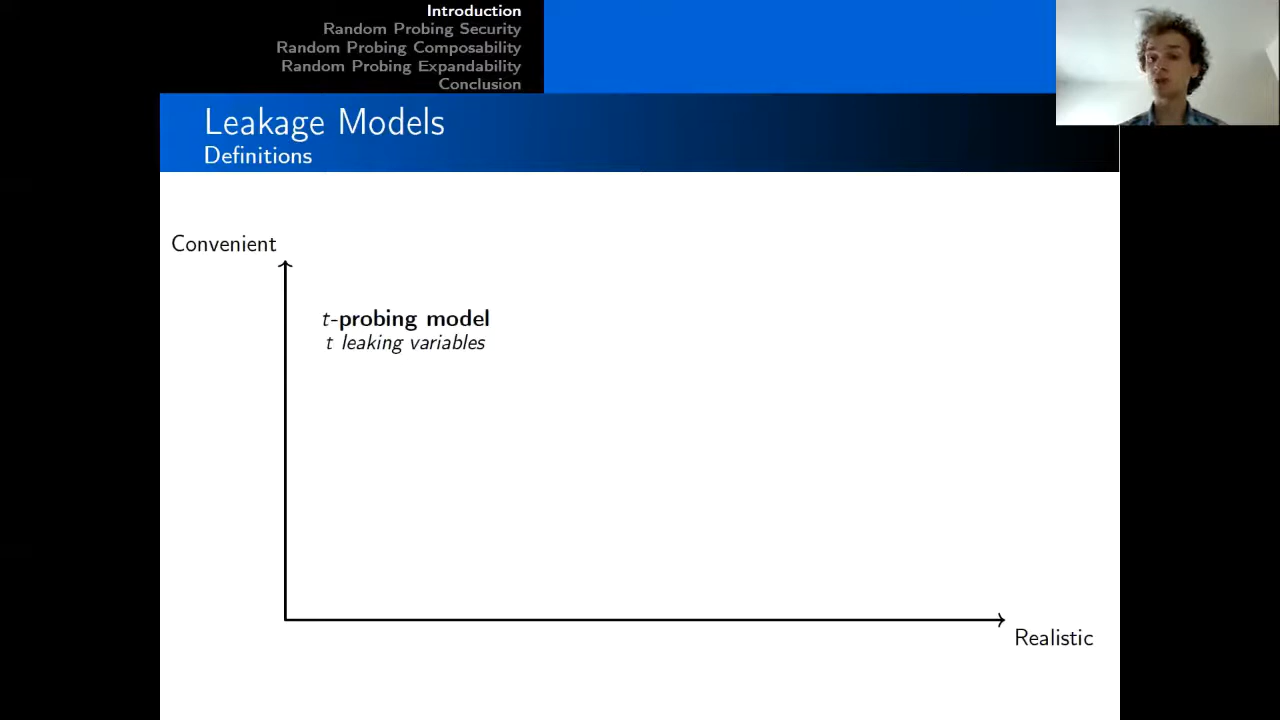 Introduction
Random Probing Security
Random Probing Composability
Random Probing Expandability
Conclusion
Leakage Models
Definitions
Convenient
t-probing model
t leaking variables
Realistic